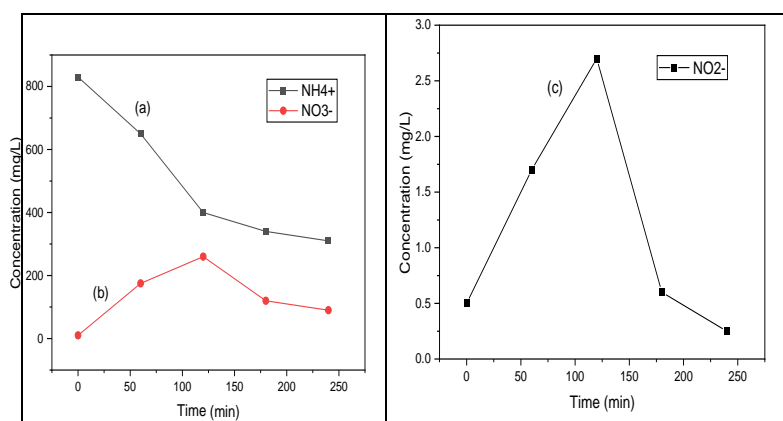 800
600
400
200
0
Concentration (mg/L)
(a)
(b)
NH4+
NO3-
0 50 100 150 200 250
Time (min)
3.0
2.5
2.0
1.5
1.0
0.5
0.0
Concentration (mg/L)
(c)
NO2-
0 50 100 150 200 250
Time (min)